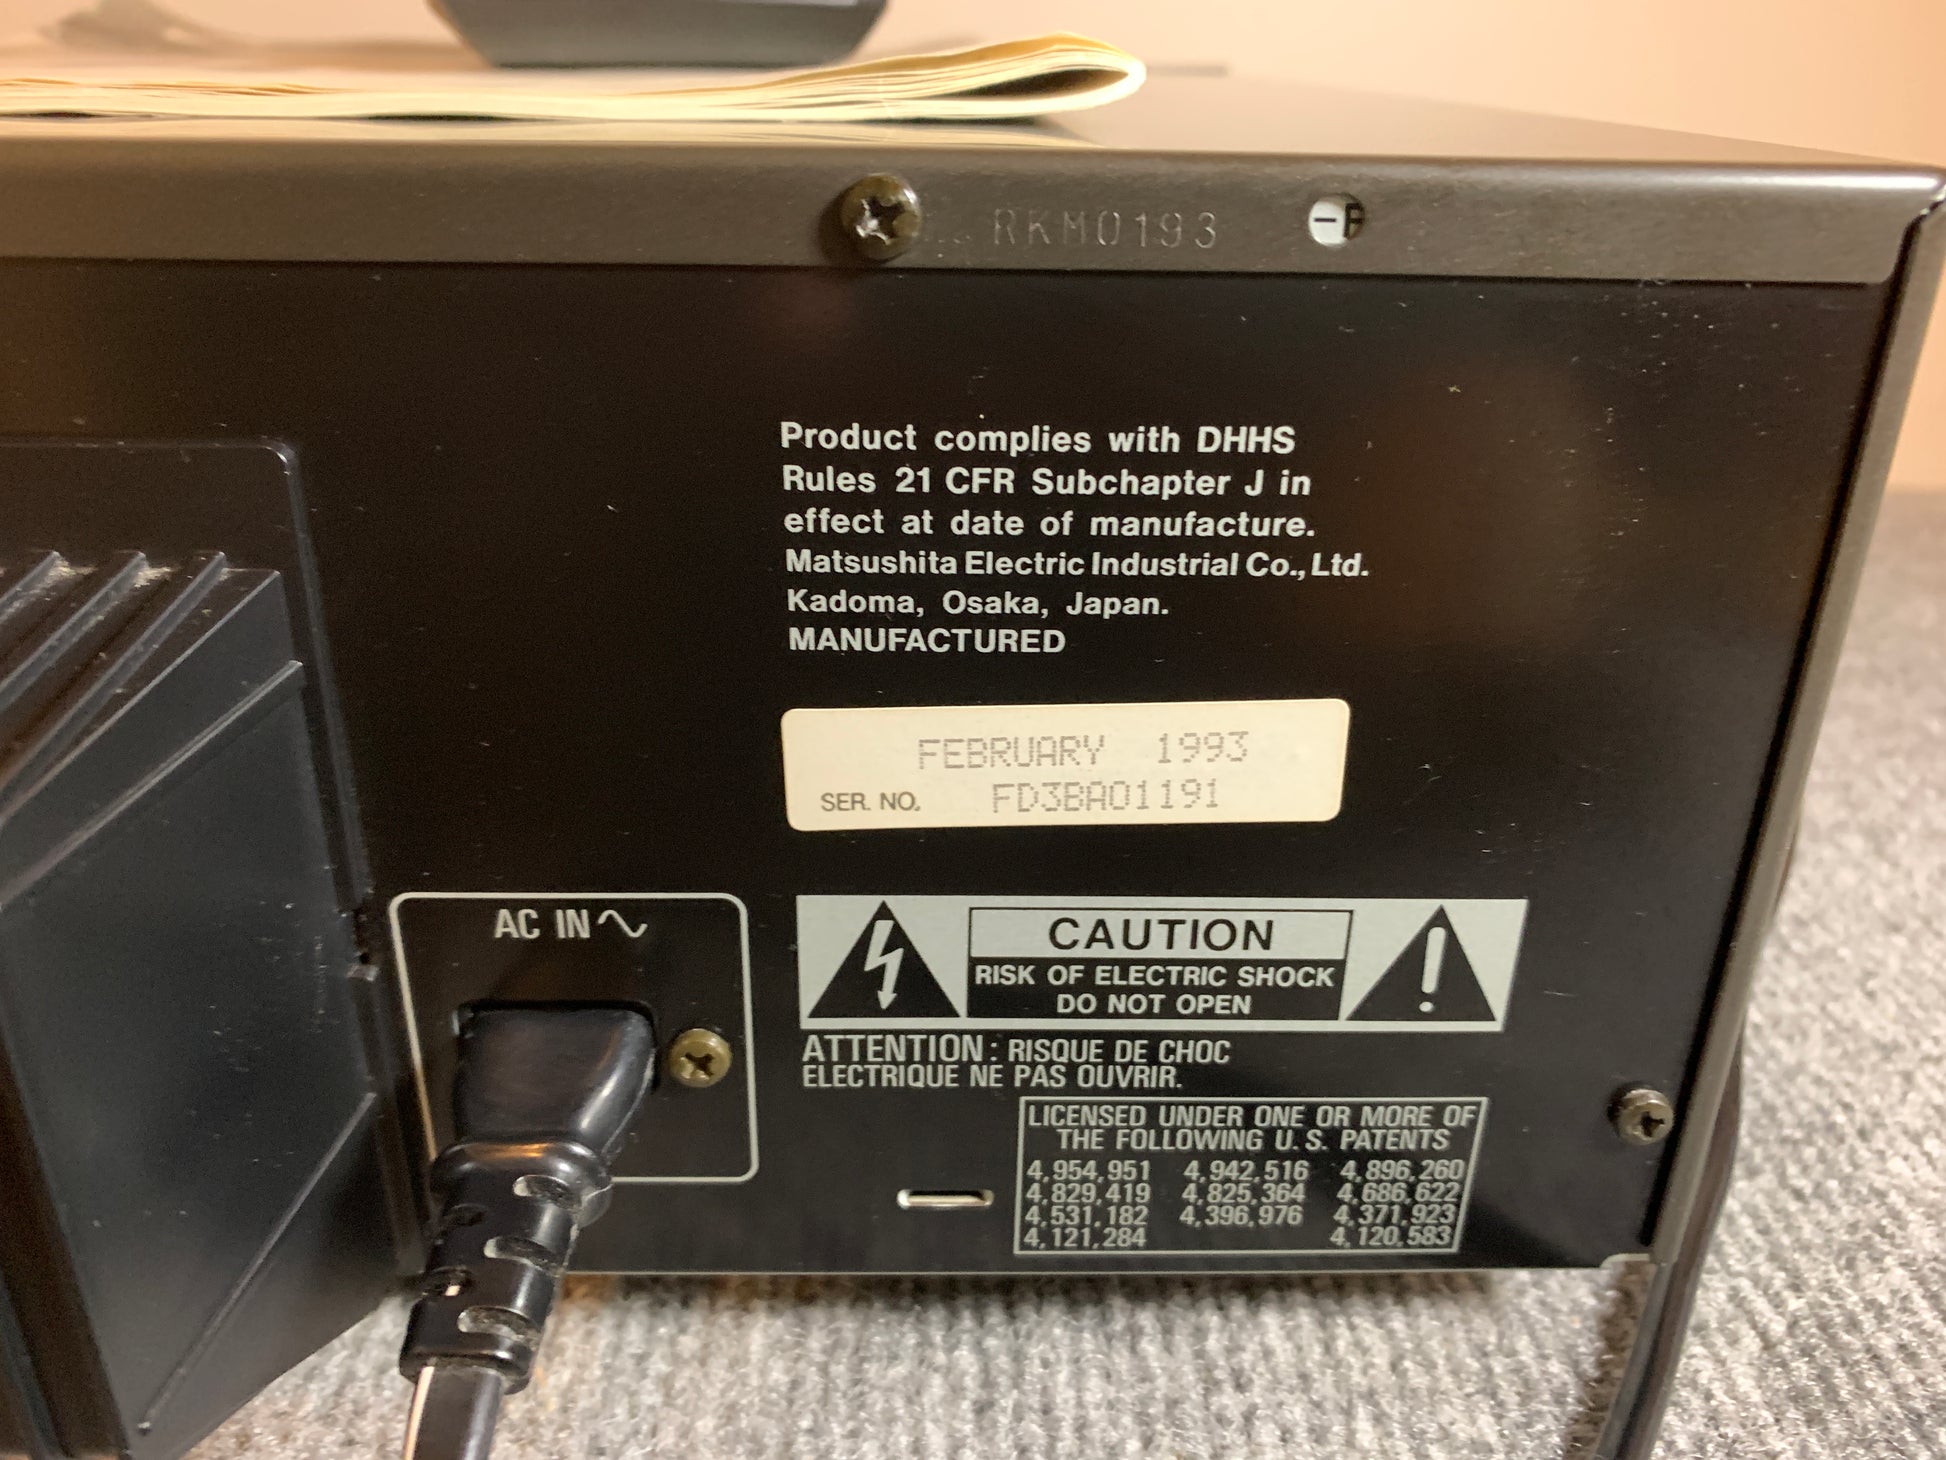 RKM0193
Product complies with DHHS
Rules 21 CFR Subchapter J in
effect at date of manufacture.
Matsushita Electric Industrial Co., Ltd.
Kadoma, Osaka, Japan.
MANUFACTURED
FEBRUARY 1993
SER. NO. FD3BA01191
AC IN
CAUTION
RISK OF ELECTRIC SHOCK
DO NOT OPEN
ATTENTION: RISQUE DE CHOC
ELECTRIQUE NE PAS OUVRIR.
LICENSED UNDER ONE OR MORE OF
THE FOLLOWING U.S. PATENTS
4,954,951 4,942,516 4,896,260
4,829,419 4,825,364 4,686,622
4,531,182 4,396,976 4,371,923
4,121,284 4,120,583